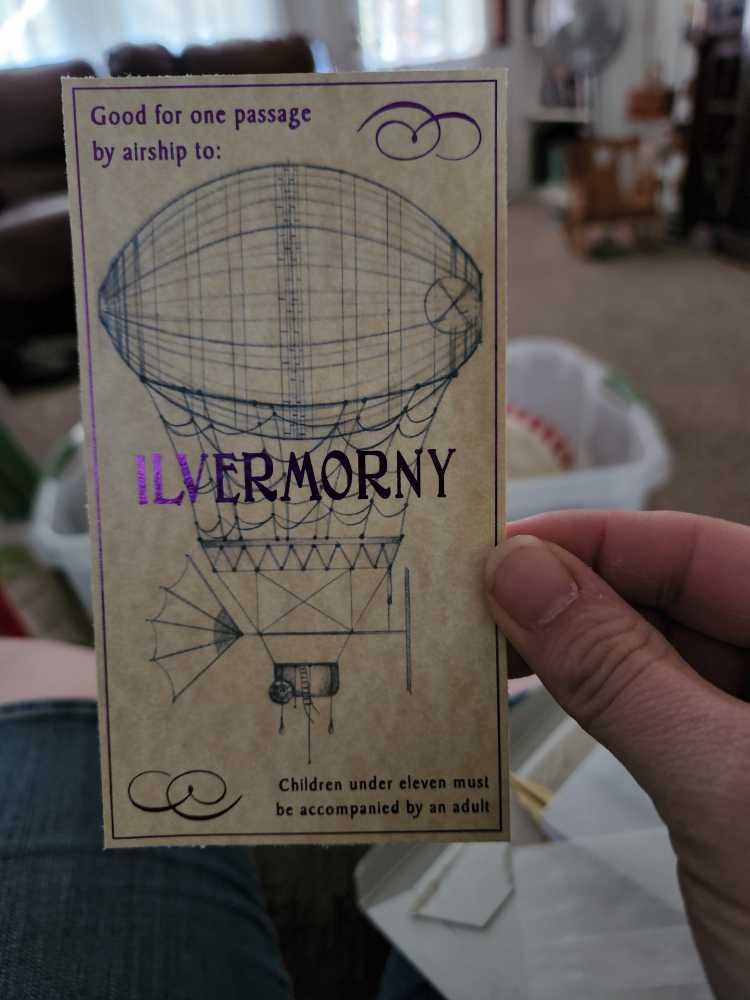 Good for one passage
by airship to:
ILVERMORNY
Children under eleven must
be accompanied by an adult